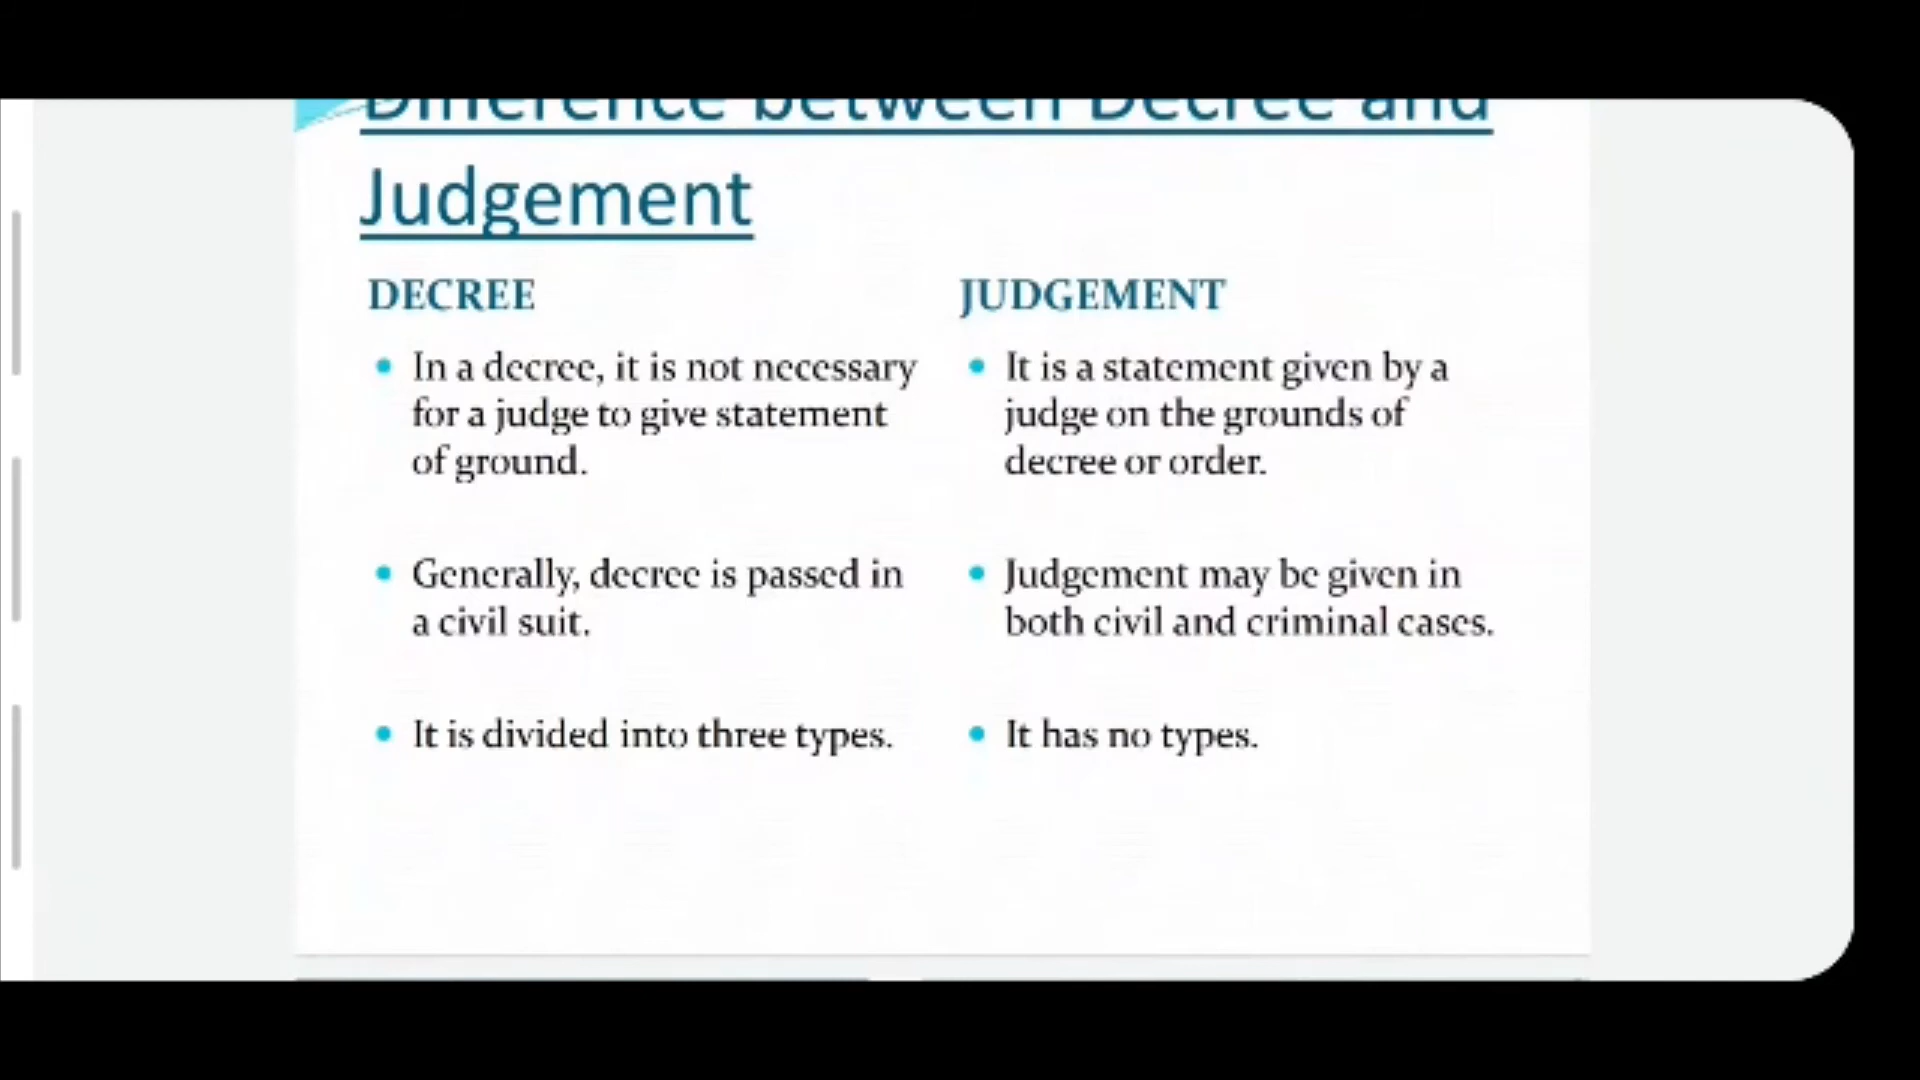 Difference between Decree and
Judgement
DECREE
In a decree, it is not necessary
for a judge to give statement
of ground.
Generally, decree is passed in
a civil suit.
It is divided into three types.
JUDGEMENT
It is a statement given by a
judge on the grounds of
decree or order.
Judgement may be given in
both civil and criminal cases.
It has no types.